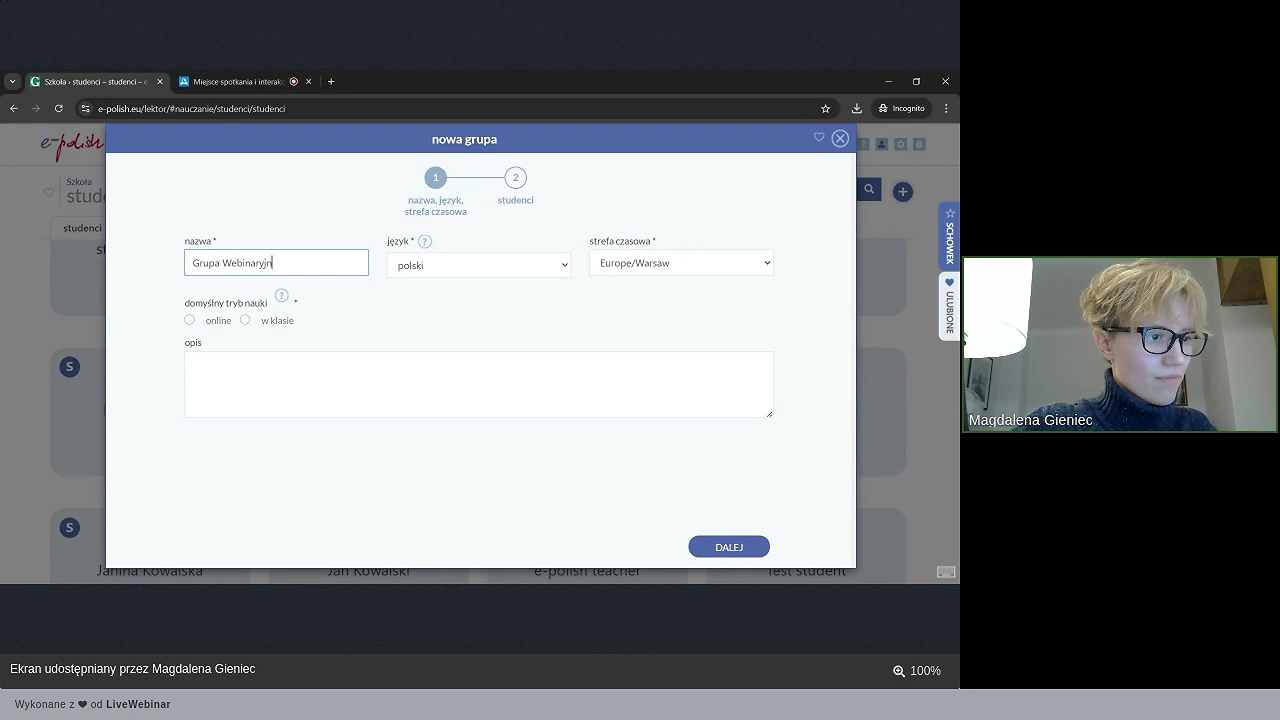 Szkoła › studenci – studenci – e-
Miejsce spotkania i interak
e-polish.eu/lektor/#nauczanie/studenci/studenci
Incognito
e-polish
nowa grupa
Szkoła
stude
studenci
st
1
2
nazwa, język,
strefa czasowa
studenci
nazwa *
język * ?
strefa czasowa *
Grupa Webinaryjn
polski
Europe/Warsaw
domyślny tryb nauki ? *
online
w klasie
opis
SCHOWEK
ULUBIONE
S
S
DALEJ
Janina Kowalska
Jan Kowalski
e-polish teacher
Test student
Magdalena Gieniec
Ekran udostępniany przez Magdalena Gieniec
100%
Wykonane z ❤ od LiveWebinar